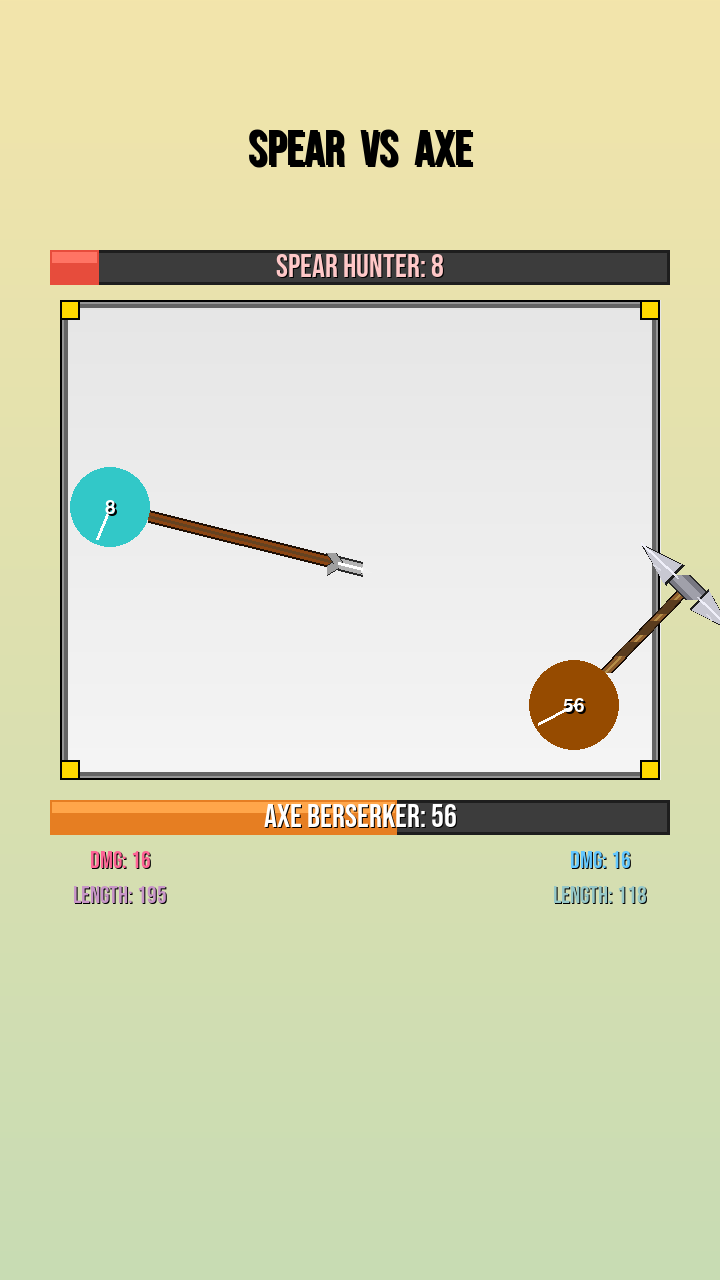 SPEAR VS AXE
SPEAR HUNTER: 8
8
56
AXE BERSERKER: 56
DMG: 16
DMG: 16
LENGTH: 195
LENGTH: 118